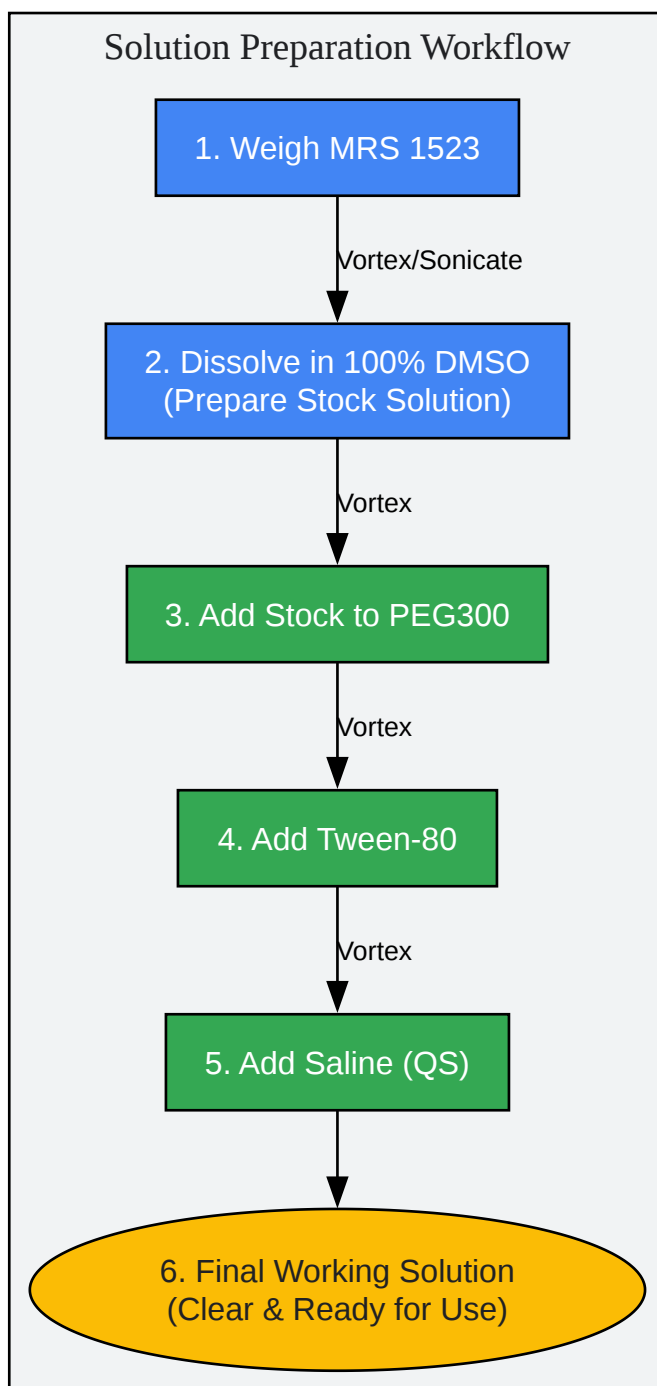 Solution Preparation Workflow
1. Weigh MRS 1523
Vortex/Sonicate
2. Dissolve in 100% DMSO
(Prepare Stock Solution)
Vortex
3. Add Stock to PEG300
Vortex
4. Add Tween-80
Vortex
5. Add Saline (QS)
6. Final Working Solution
(Clear & Ready for Use)